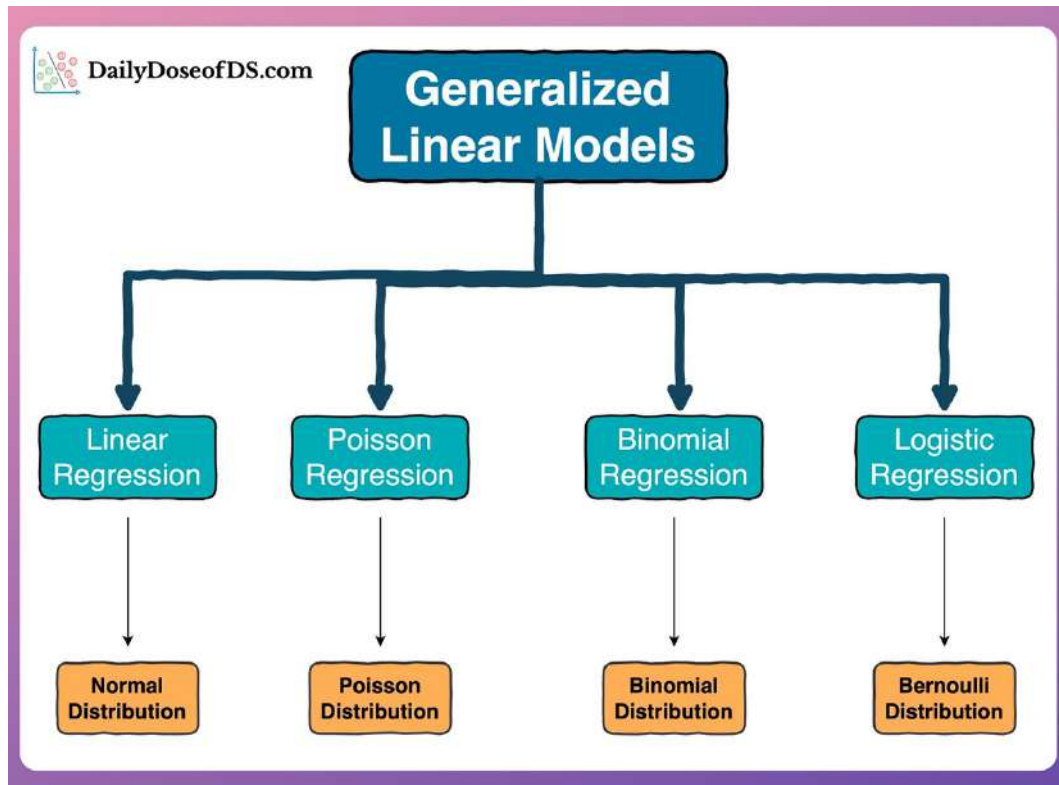 DailyDoseofDS.com
Generalized
Linear Models
Linear
Regression
Poisson
Regression
Binomial
Regression
Logistic
Regression
Normal
Distribution
Poisson
Distribution
Binomial
Distribution
Bernoulli
Distribution